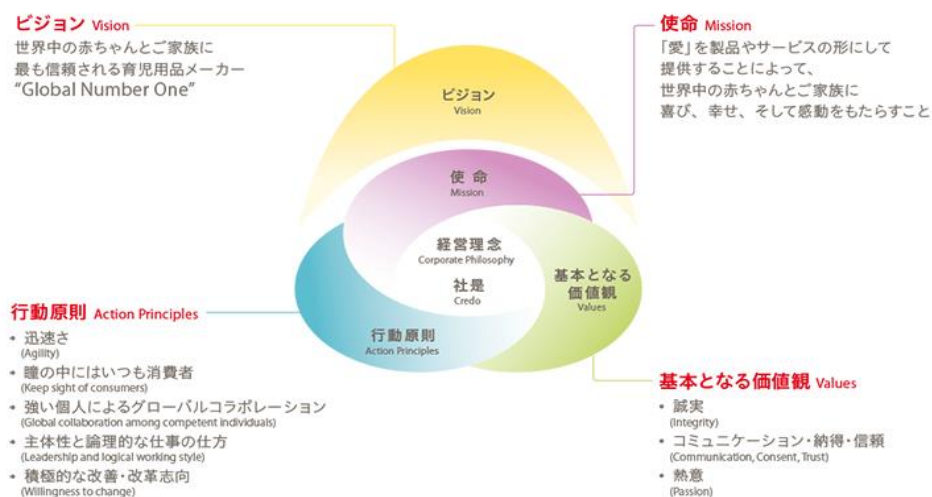 ビジョン Vision
世界中の赤ちゃんとご家族に
最も信頼される育児用品メーカー
“Global Number One”
使命 Mission
「愛」を製品やサービスの形にして
提供することによって、
世界中の赤ちゃんとご家族に
喜び、幸せ、そして感動をもたらすこと
ビジョン
Vision
使 命
Mission
経営理念
Corporate Philosophy
社是
Credo
基本となる
価値観
Values
行動原則
Action Principles
行動原則 Action Principles
・ 迅速さ
(Agility)
・ 瞳の中にはいつも消費者
(Keep sight of consumers)
・ 強い個人によるグローバルコラボレーション
(Global collaboration among competent individuals)
・ 主体性と論理的な仕事の仕方
(Leadership and logical working style)
・ 積極的な改善・改革志向
(Willingness to change)
基本となる価値観 Values
・ 誠実
(Integrity)
・ コミュニケーション・納得・信頼
(Communication, Consent, Trust)
・ 熱意
(Passion)